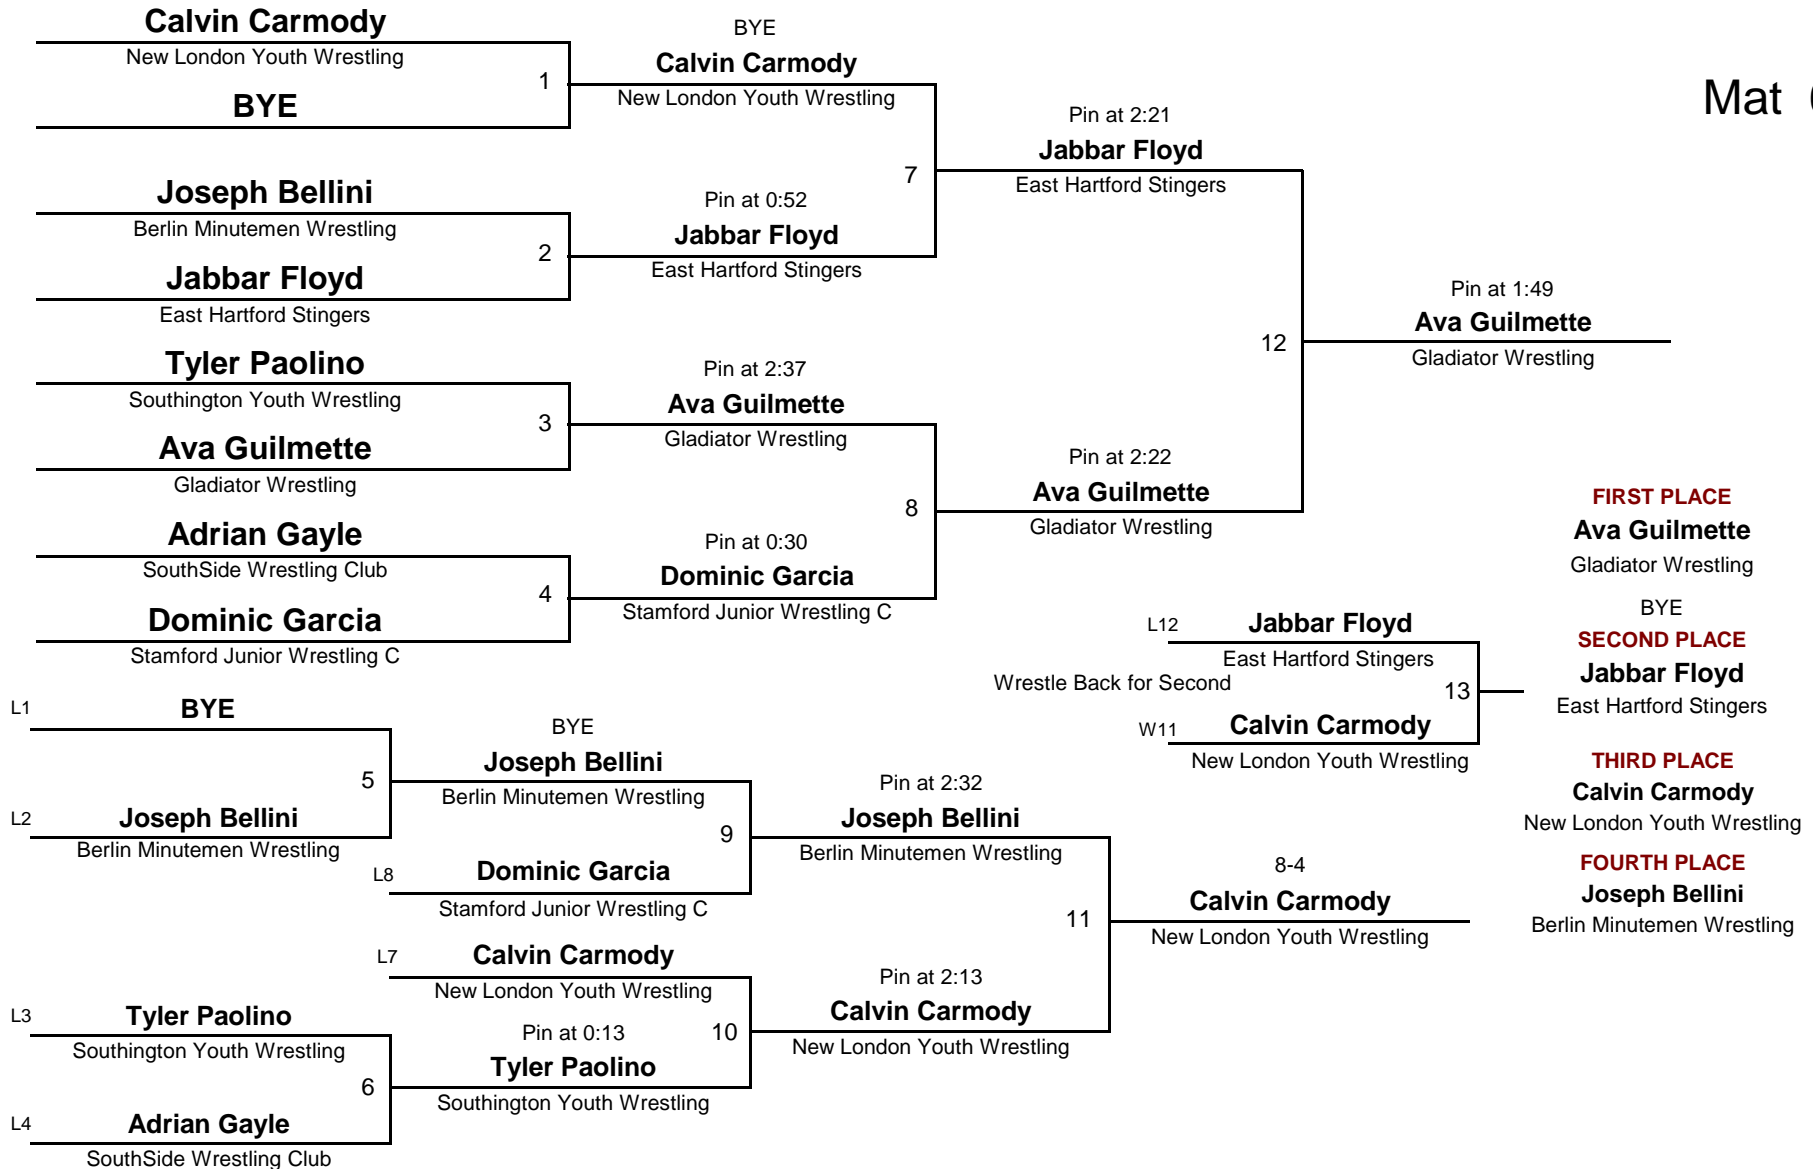 Calvin Carmody
New London Youth Wrestling
1
BYE
BYE
Calvin Carmody
New London Youth Wrestling
Joseph Bellini
Berlin Minutemen Wrestling
2
Jabbar Floyd
East Hartford Stingers
Pin at 0:52
Jabbar Floyd
East Hartford Stingers
7
Pin at 2:21
Jabbar Floyd
East Hartford Stingers
Mat
Tyler Paolino
Southington Youth Wrestling
3
Ava Guilmette
Gladiator Wrestling
Pin at 2:37
Ava Guilmette
Gladiator Wrestling
Adrian Gayle
SouthSide Wrestling Club
4
Dominic Garcia
Stamford Junior Wrestling C
Pin at 0:30
Dominic Garcia
Stamford Junior Wrestling C
8
Pin at 2:22
Ava Guilmette
Gladiator Wrestling
12
Pin at 1:49
Ava Guilmette
Gladiator Wrestling
L1
BYE
5
L2
Joseph Bellini
Berlin Minutemen Wrestling
BYE
Joseph Bellini
Berlin Minutemen Wrestling
9
L8
Dominic Garcia
Stamford Junior Wrestling C
L7
Calvin Carmody
New London Youth Wrestling
L3
Tyler Paolino
Southington Youth Wrestling
6
L4
Adrian Gayle
SouthSide Wrestling Club
Pin at 0:13
10
Tyler Paolino
Southington Youth Wrestling
Pin at 2:32
Joseph Bellini
Berlin Minutemen Wrestling
11
Pin at 2:13
Calvin Carmody
New London Youth Wrestling
8-4
Calvin Carmody
New London Youth Wrestling
L12
Jabbar Floyd
East Hartford Stingers
Wrestle Back for Second
13
W11
Calvin Carmody
New London Youth Wrestling
FIRST PLACE
Ava Guilmette
Gladiator Wrestling
BYE
SECOND PLACE
Jabbar Floyd
East Hartford Stingers
THIRD PLACE
Calvin Carmody
New London Youth Wrestling
FOURTH PLACE
Joseph Bellini
Berlin Minutemen Wrestling